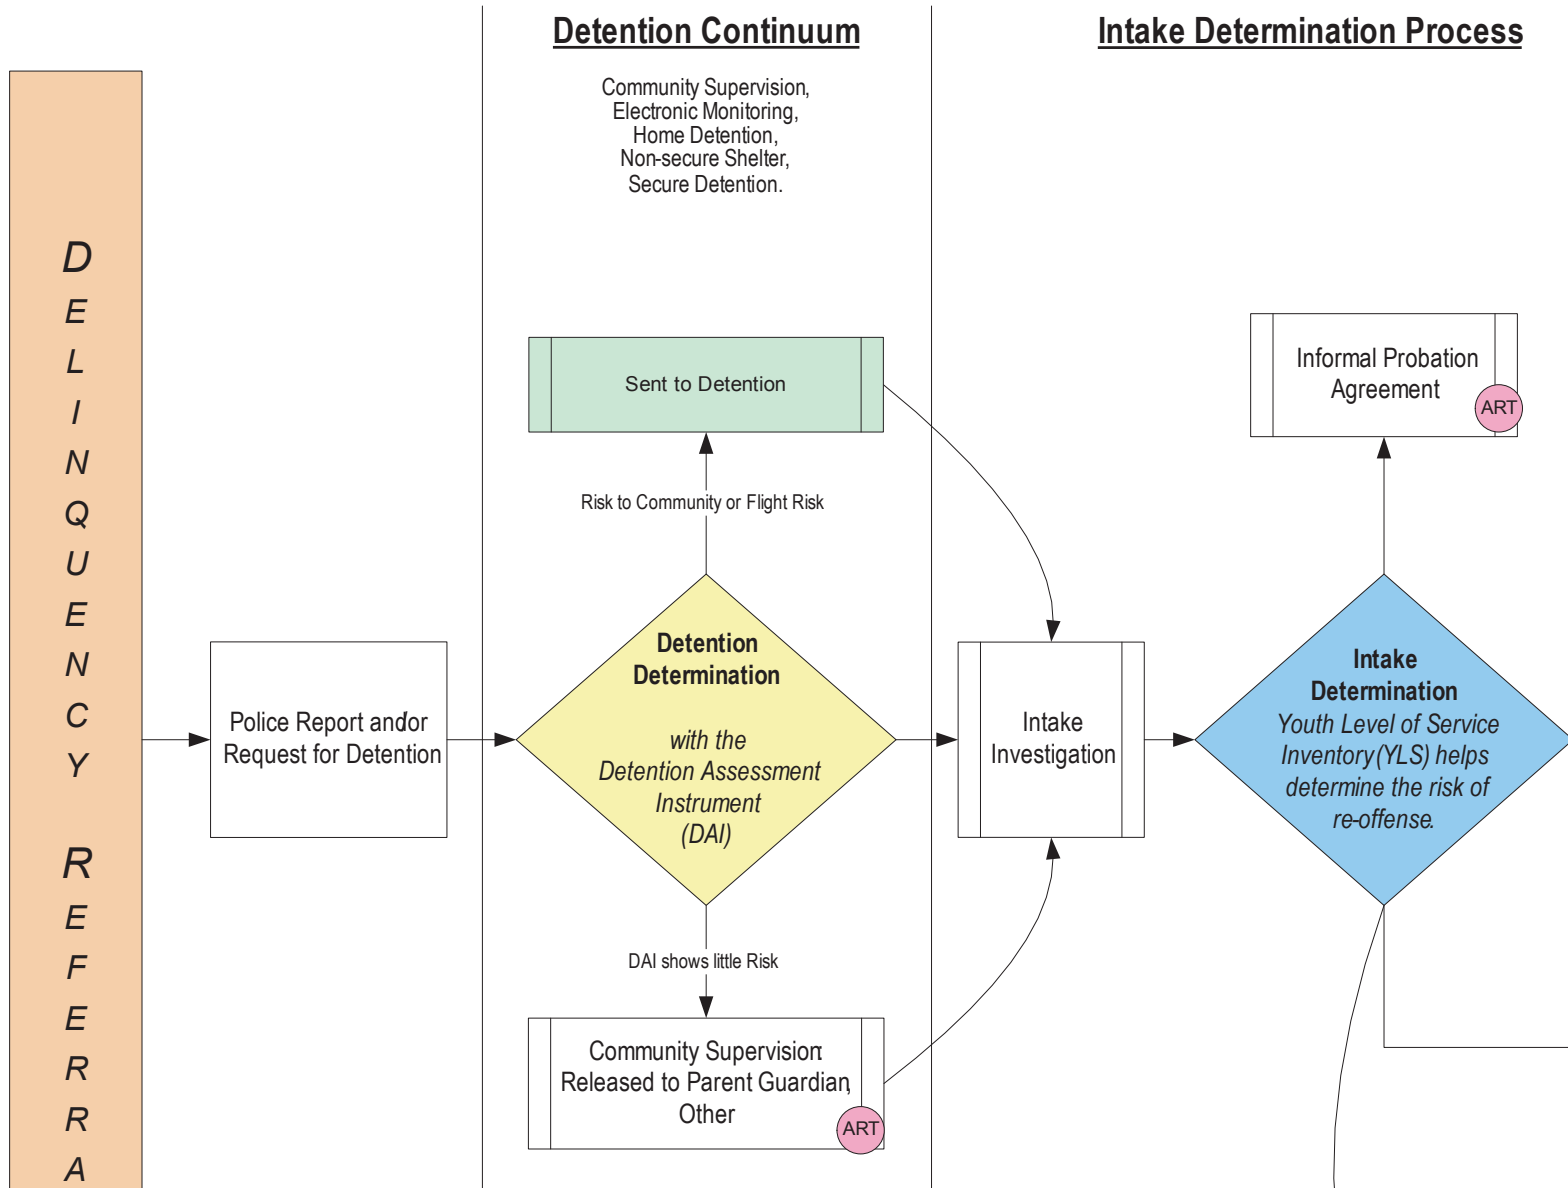 Detention Continuum
Intake Determination Process
Community Supervision,
Electronic Monitoring,
Home Detention,
Non-secure Shelter,
Secure Detention.
D
E
L
I
N
Q
U
E
N
C
Y
R
E
F
E
R
R
A
Police Report and/or
Request for Detention
Sent to Detention
Risk to Community or Flight Risk
Detention
Determination
with the
Detention Assessment
Instrument
(DAI)
DAI shows little Risk
Community Supervision:
Released to Parent Guardian,
Other
ART
Intake
Investigation
Informal Probation
Agreement
ART
Intake
Determination
Youth Level of Service
Inventory(YLS) helps
determine the risk of
re-offense.